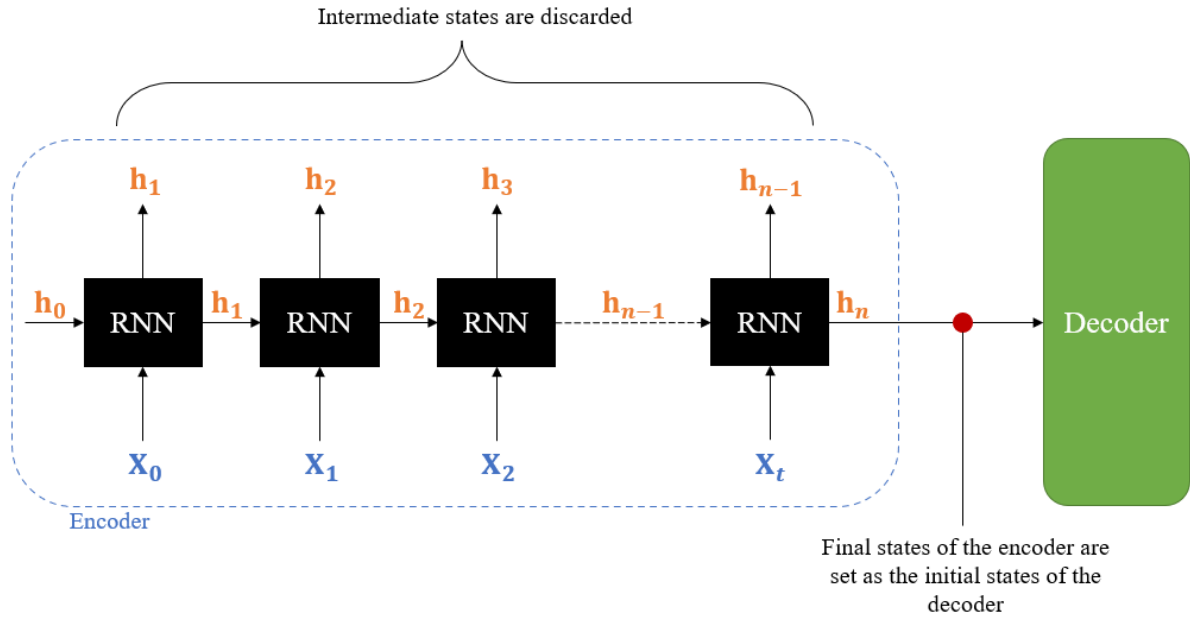 Intermediate states are discarded
h₁ h₂ h₃ hₙ₋₁
h₀ RNN h₁ RNN h₂ RNN hₙ₋₁ RNN hₙ Decoder
X₀ X₁ X₂ Xₜ
Encoder
Final states of the encoder are
set as the initial states of the
decoder